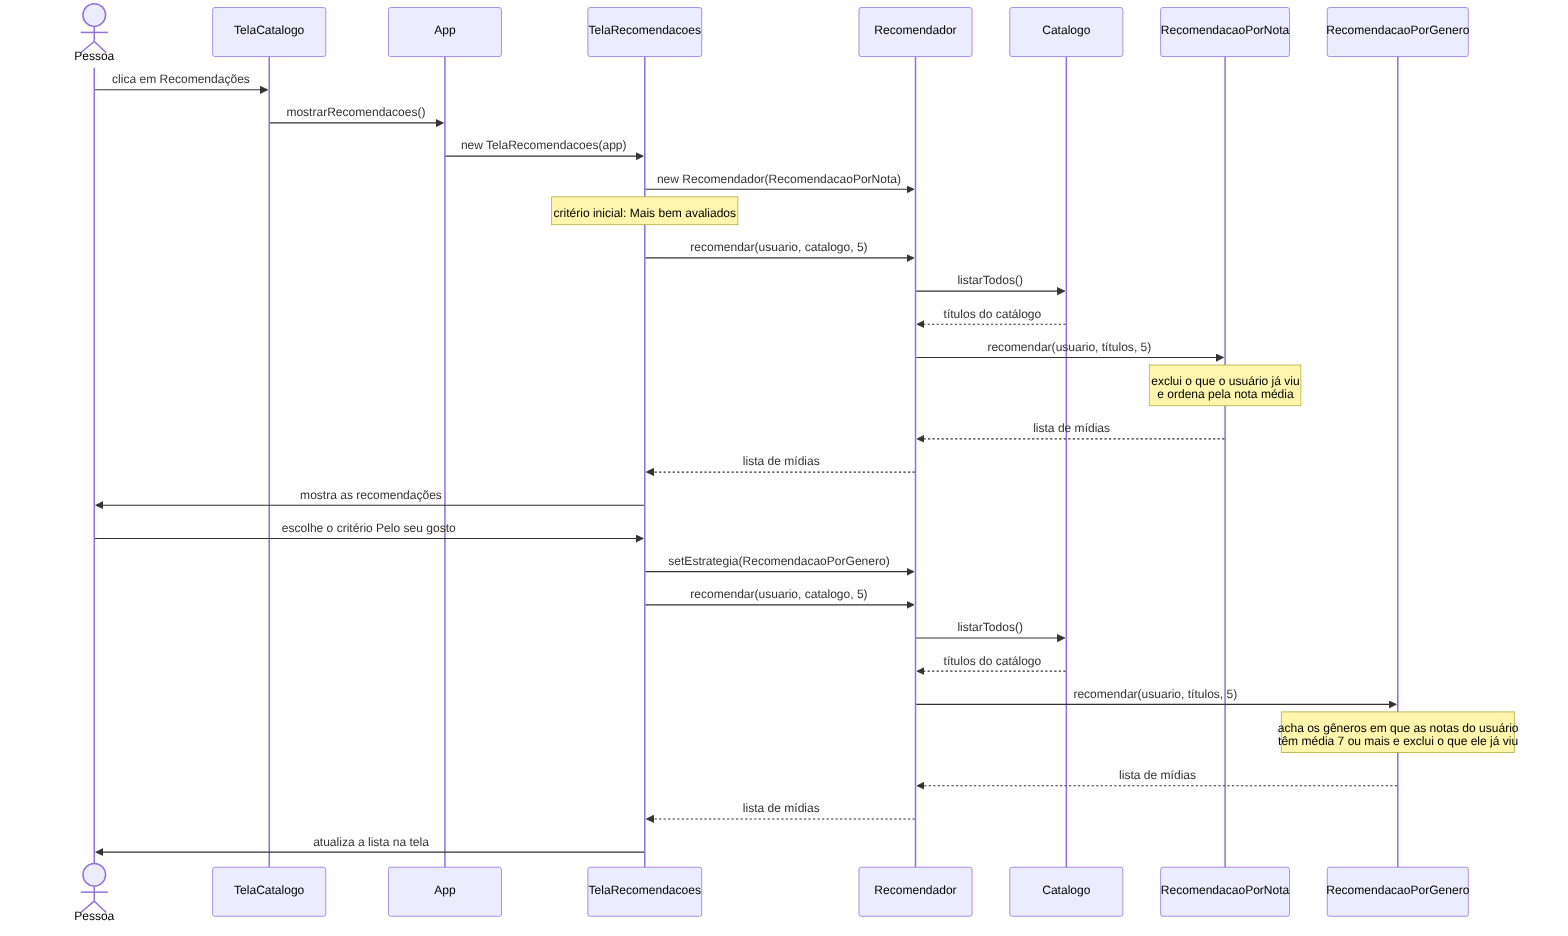 Pessoa
TelaCatalogo
App
TelaRecomendacoes
Recomendador
Catalogo
RecomendacaoPorNota
RecomendacaoPorGenero
clica em Recomendações
mostrarRecomendacoes()
new TelaRecomendacoes(app)
new Recomendador(RecomendacaoPorNota)
critério inicial: Mais bem avaliados
recomendar(usuario, catalogo, 5)
listarTodos()
títulos do catálogo
recomendar(usuario, títulos, 5)
exclui o que o usuário já viu
e ordena pela nota média
lista de mídias
lista de mídias
mostra as recomendações
escolhe o critério Pelo seu gosto
setEstrategia(RecomendacaoPorGenero)
recomendar(usuario, catalogo, 5)
listarTodos()
títulos do catálogo
recomendar(usuario, títulos, 5)
acha os gêneros em que as notas do usuário
têm média 7 ou mais e exclui o que ele já viu
lista de mídias
lista de mídias
atualiza a lista na tela
Pessoa
TelaCatalogo
App
TelaRecomendacoes
Recomendador
Catalogo
RecomendacaoPorNota
RecomendacaoPorGenero